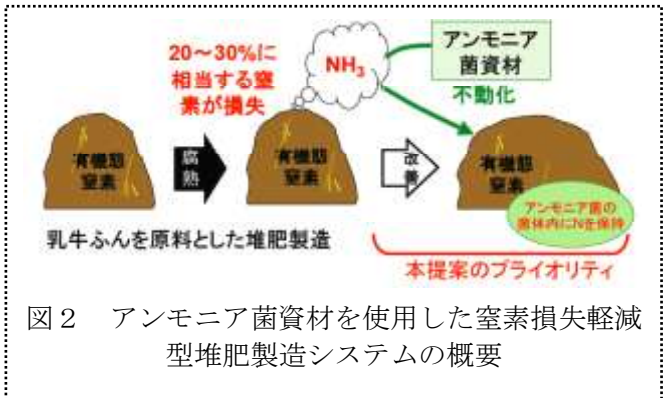 20～30%に
相当する窒
素が損失
NH3
アンモニア
菌資材
不動化
有機態
窒素
腐熟
有機態
窒素
改善
有機態
窒素
アンモニア菌の
菌体内にNを保持
乳牛ふんを原料とした堆肥製造
本提案のプライオリティ
図２　アンモニア菌資材を使用した窒素損失軽減
型堆肥製造システムの概要